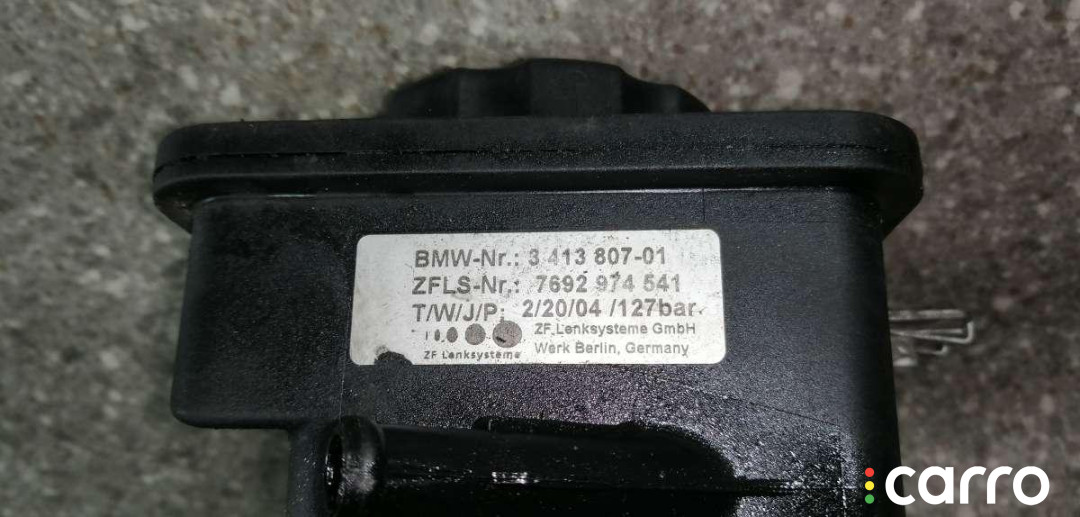 BMW-Nr.: 3 413 807-01
ZFLS-Nr.: 7692 974 541
T/W/J/P: 2/20/04 /127bar
ZF Lenksysteme GmbH
ZF Lenksysteme
Werk Berlin, Germany
carro